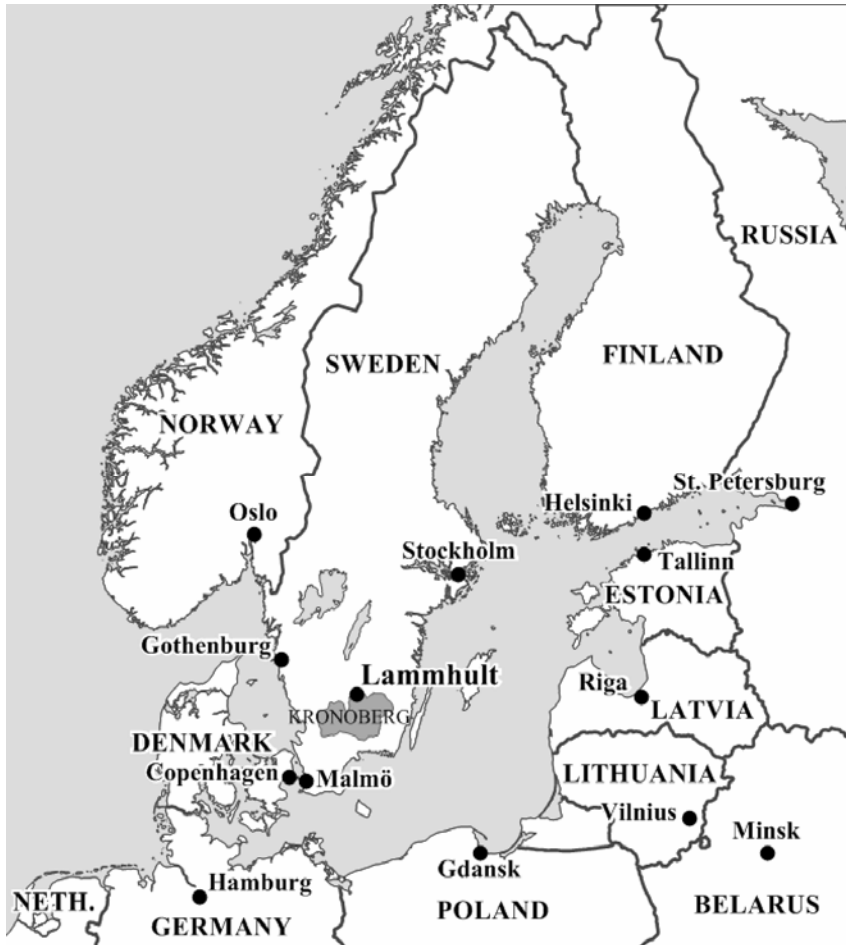 RUSSIA
SWEDEN
FINLAND
NORWAY
St. Petersburg
Helsinki
Oslo
Stockholm
Tallinn
ESTONIA
Gothenburg
Lammhult
Riga
KRONOBERG
LATVIA
DENMARK
Copenhagen
Malmö
LITHUANIA
Vilnius
Minsk
Gdansk
Hamburg
NETH.
BELARUS
POLAND
GERMANY